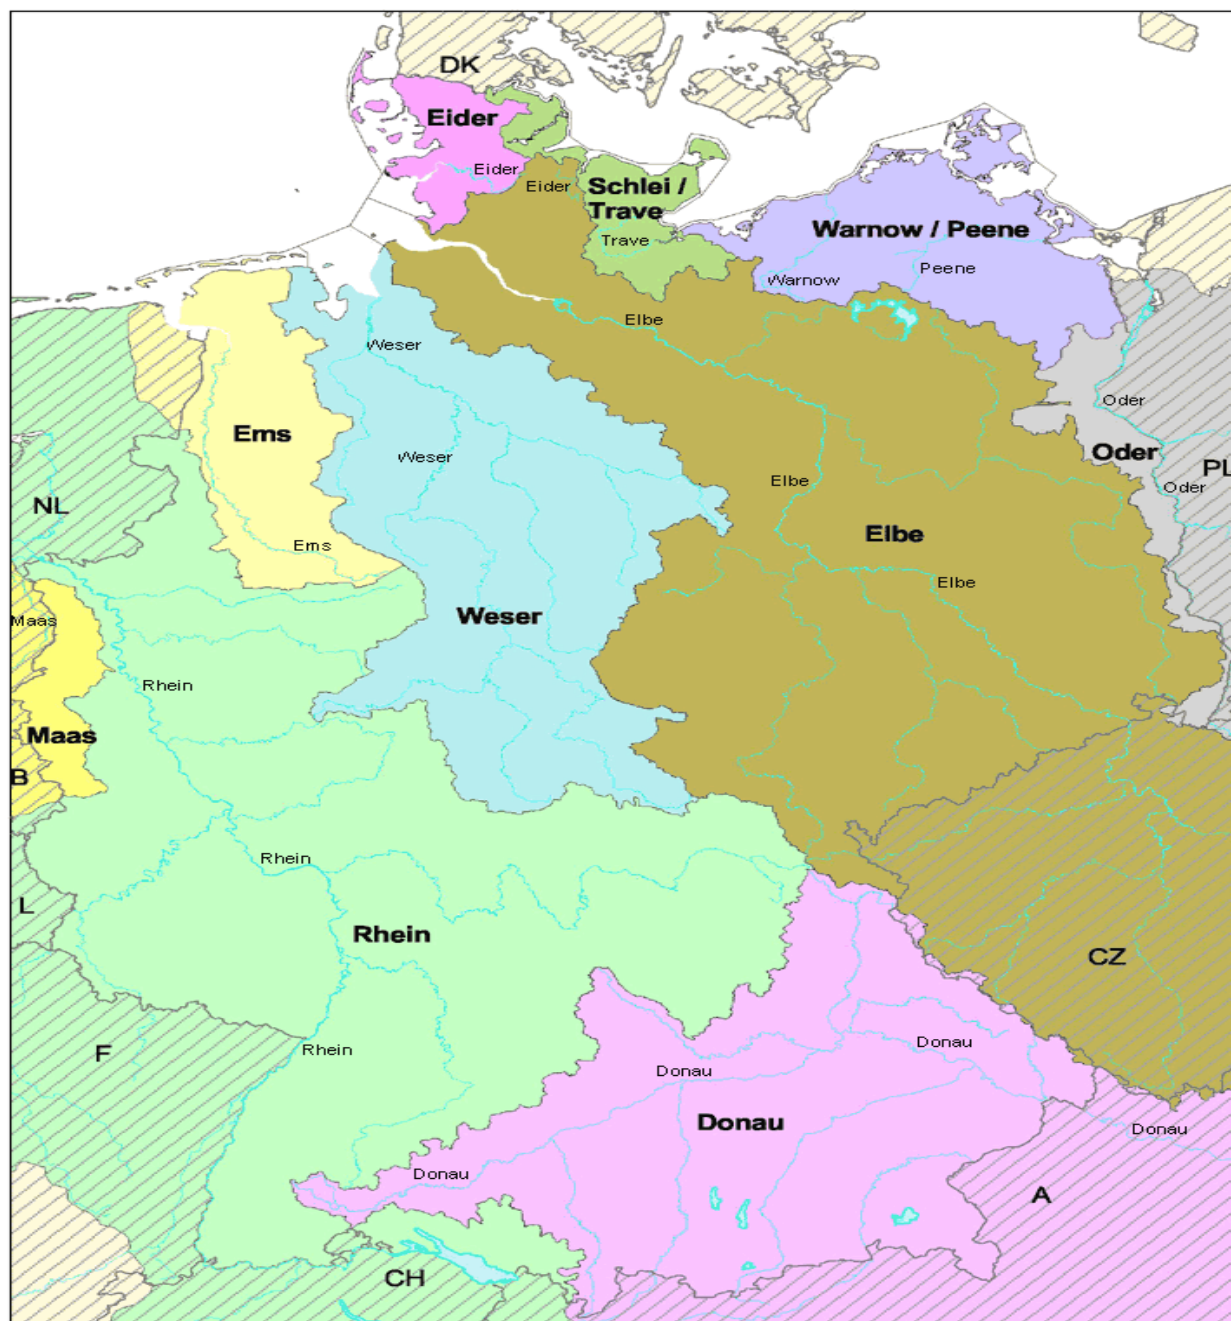 DK
Eider
Eider
Eider
Schlei /
Trave
Trave
Warnow / Peene
Warnow
Peene
Elbe
Weser
Oder
Ems
Weser
Oder
PL
Elbe
Oder
NL
Elbe
Ems
Elbe
Weser
Maas
Rhein
Maas
B
Rhein
L
Rhein
CZ
F
Rhein
Donau
Donau
Donau
Donau
Donau
A
CH